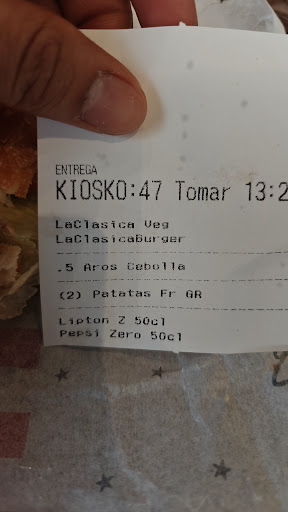 ENTREGA
KIOSKO:47 Tomar 13:2
LaClasica Veg
LaClasicaBurger
.5 Aros Cebolla
(2) Patatas Fr GR
Lipton Z 50cl
Pepsi Zero 50cl